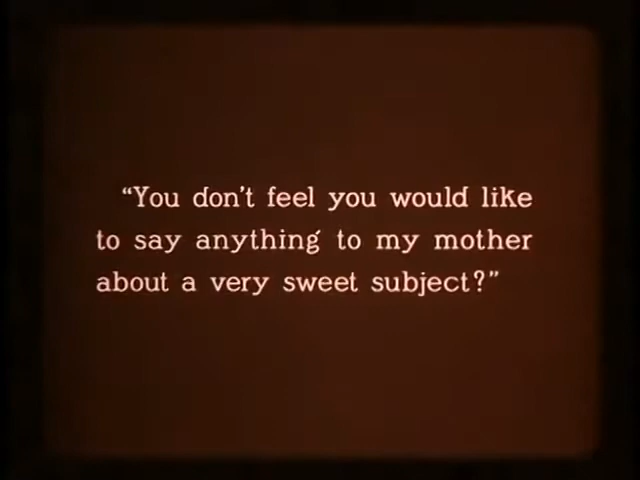 “You don't feel you would like
to say anything to my mother
about a very sweet subject?”